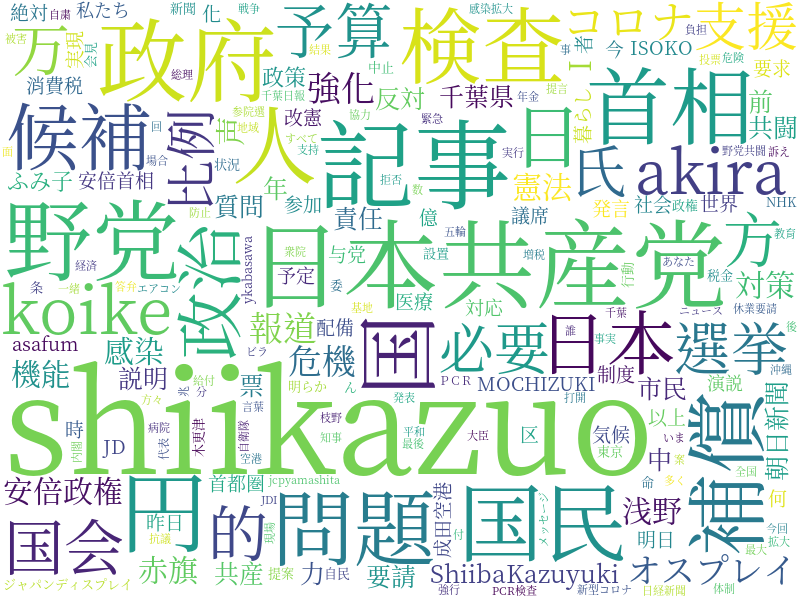 絶対
自粛
私たち
新聞
化
戦争
予算
感染拡大
検査
コロナ
支援
負担
被害
万
実現
会見
政府
総理
結果
事
者
今
ISOKO
投票
危険
消費税
政策
中止
強化
I
要求
提言
千葉日報
反対
千葉県
年金
首相
候補
比例
参院選
地域
改憲
協力
緊急
暮らし
前
回
声
人
すべて
記事
日
共闘
面
場合
支持
実行
氏
akira
野党共闘
訴え
ふみ子
安倍首相
状況
年
拒否
数
憲法
防止
質問
参加
責任
億
議席
発言
社会
政権
世界
NHK
野党
政治
ykabasawa
衆院
日本共産党
与党
設置
五輪
増税
方
教育
経済
予定
委
行動
あなた
税金
対策
条
一緒
答弁
エアコン
基地
医療
対応
誰
千葉
ニュース
休業要請
koike
ビラ
報道
配備
国
必要
日本
事実
選挙
後
asafum
感染
危機
沖縄
機能
説明
兆
給付
明らか
ん
PCR
MOCHIZUKI
制度
市民
演説
方々
分
票
発表
打開
補償
朝日新聞
shiikazuo
時
JD
言葉
病院
代表
木更津
自衛隊
枝野
知事
平和
最後
大臣
区
気候
いま
以上
東京
中
案
内閣
空港
安倍政権
首都圏
jcpyamashita
命
多く
全国
円
的
問題
国民
成田空港
付
メッセージ
浅野
何
国会
昨日
抗議
JDI
現場
明日
今回
拡大
最大
赤旗
共産
提案
力
自民
要請
ShiibaKazuyuki
オスプレイ
ジャパンディスプレイ
強行
PCR検査
新型コロナ
日経新聞
体制